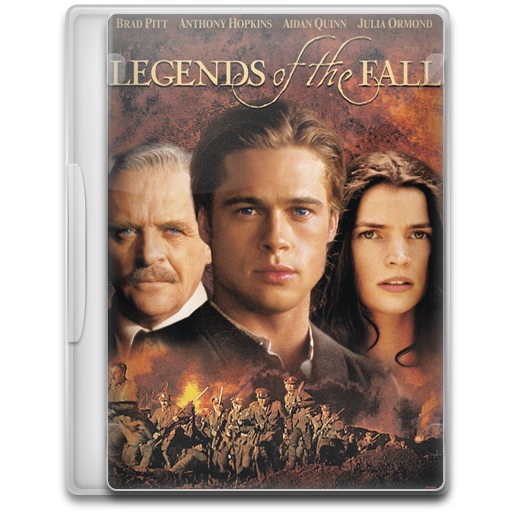 BRAD PITT ANTHONY HOPKINS AIDAN QUINN JULIA ORMOND
LEGENDS of the FALL